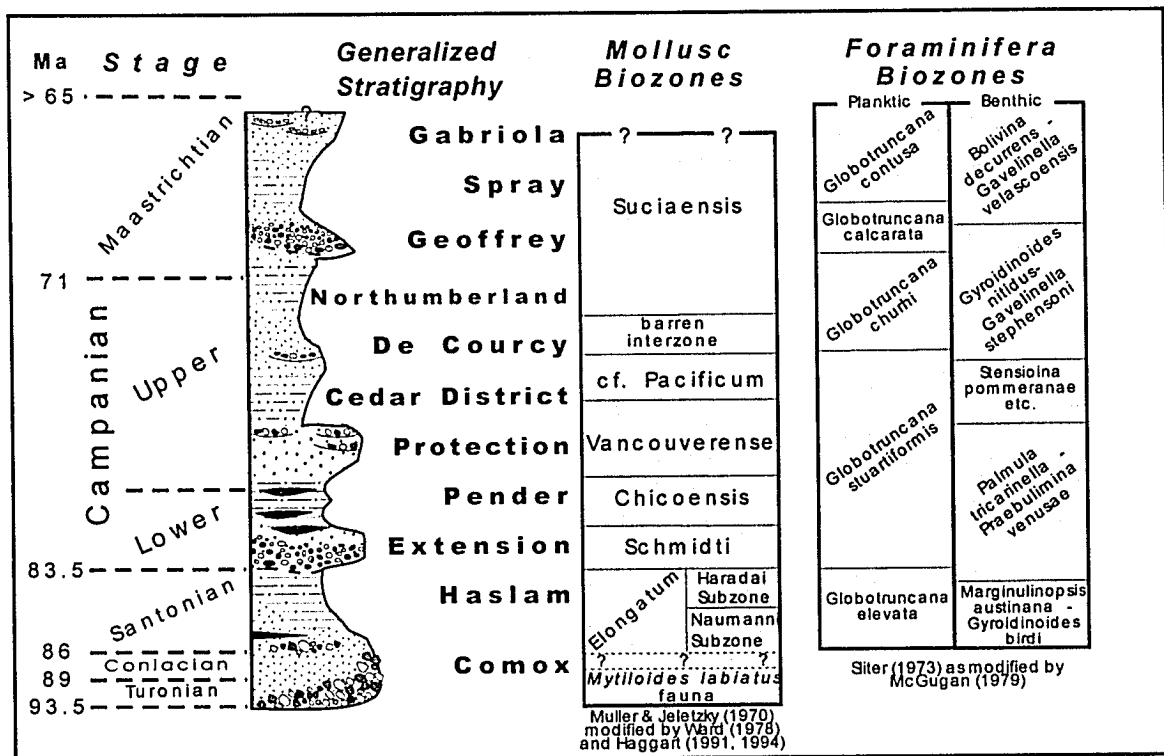 Ma
Stage
Generalized
Stratigraphy
Mollusc
Biozones
Foraminifera
Biozones
> 65
71
83.5
86
89
93.5
Maastrichtian
Campanian
Upper
Lower
Santonian
Coniacian
Turonian
?
Gabriola
Spray
Geoffrey
Northumberland
De Courcy
Cedar District
Protection
Pender
Extension
Haslam
Comox
? ?
Suciaensis
barren
interzone
cf. Pacificum
Vancouverense
Chicoensis
Schmidti
Elongatum
Haradai
Subzone
Naumanni
Subzone
? ? ?
Mytiloides labiatus
fauna
Muller & Jeletzky (1970)
modified by Ward (1978)
and Haggart (1991, 1994)
Planktic
Globotruncana
contusa
Globotruncana
calcarata
Globotruncana
churhi
Globotruncana
stuartiformis
Globotruncana
elevata
Benthic
Bolivina
decurrens -
Gavelinella
velascoensis
Gyroidinoides
nitidus-
Gavelinella
stephensoni
Stensioina
pommeranae
etc.
Palmula
tricarinella -
Praebulimina
venusae
Marginulinopsis
austinana -
Gyroidinoides
birdi
Sliter (1973) as modified by
McGugan (1979)